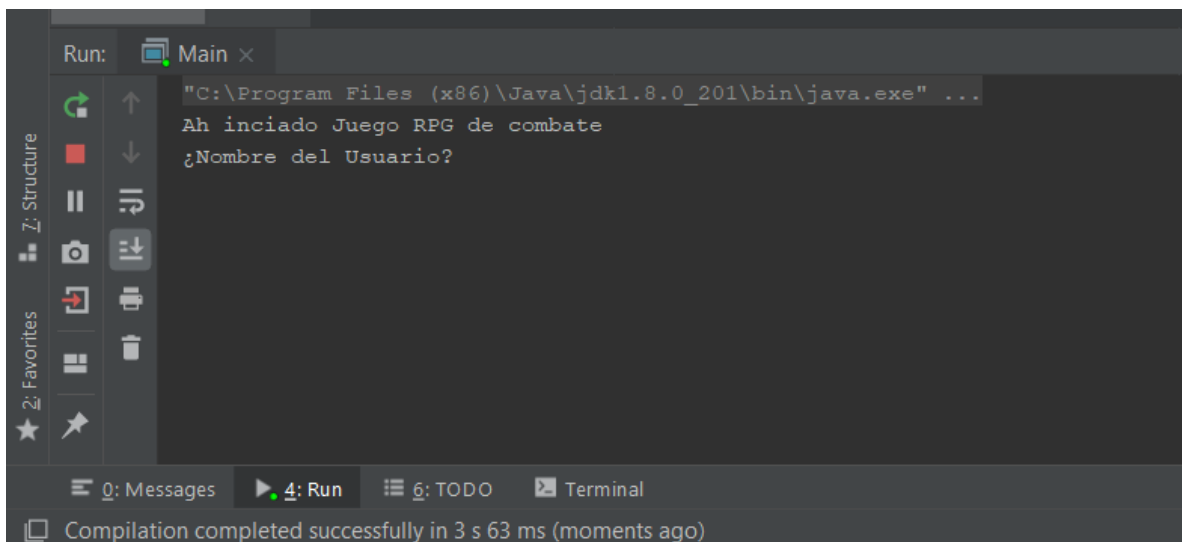 Run: Main
"C:\Program Files (x86)\Java\jdk1.8.0_201\bin\java.exe" ...
Ah inciado Juego RPG de combate
¿Nombre del Usuario?
7: Structure
2: Favorites
0: Messages 4: Run 6: TODO Terminal
Compilation completed successfully in 3 s 63 ms (moments ago)